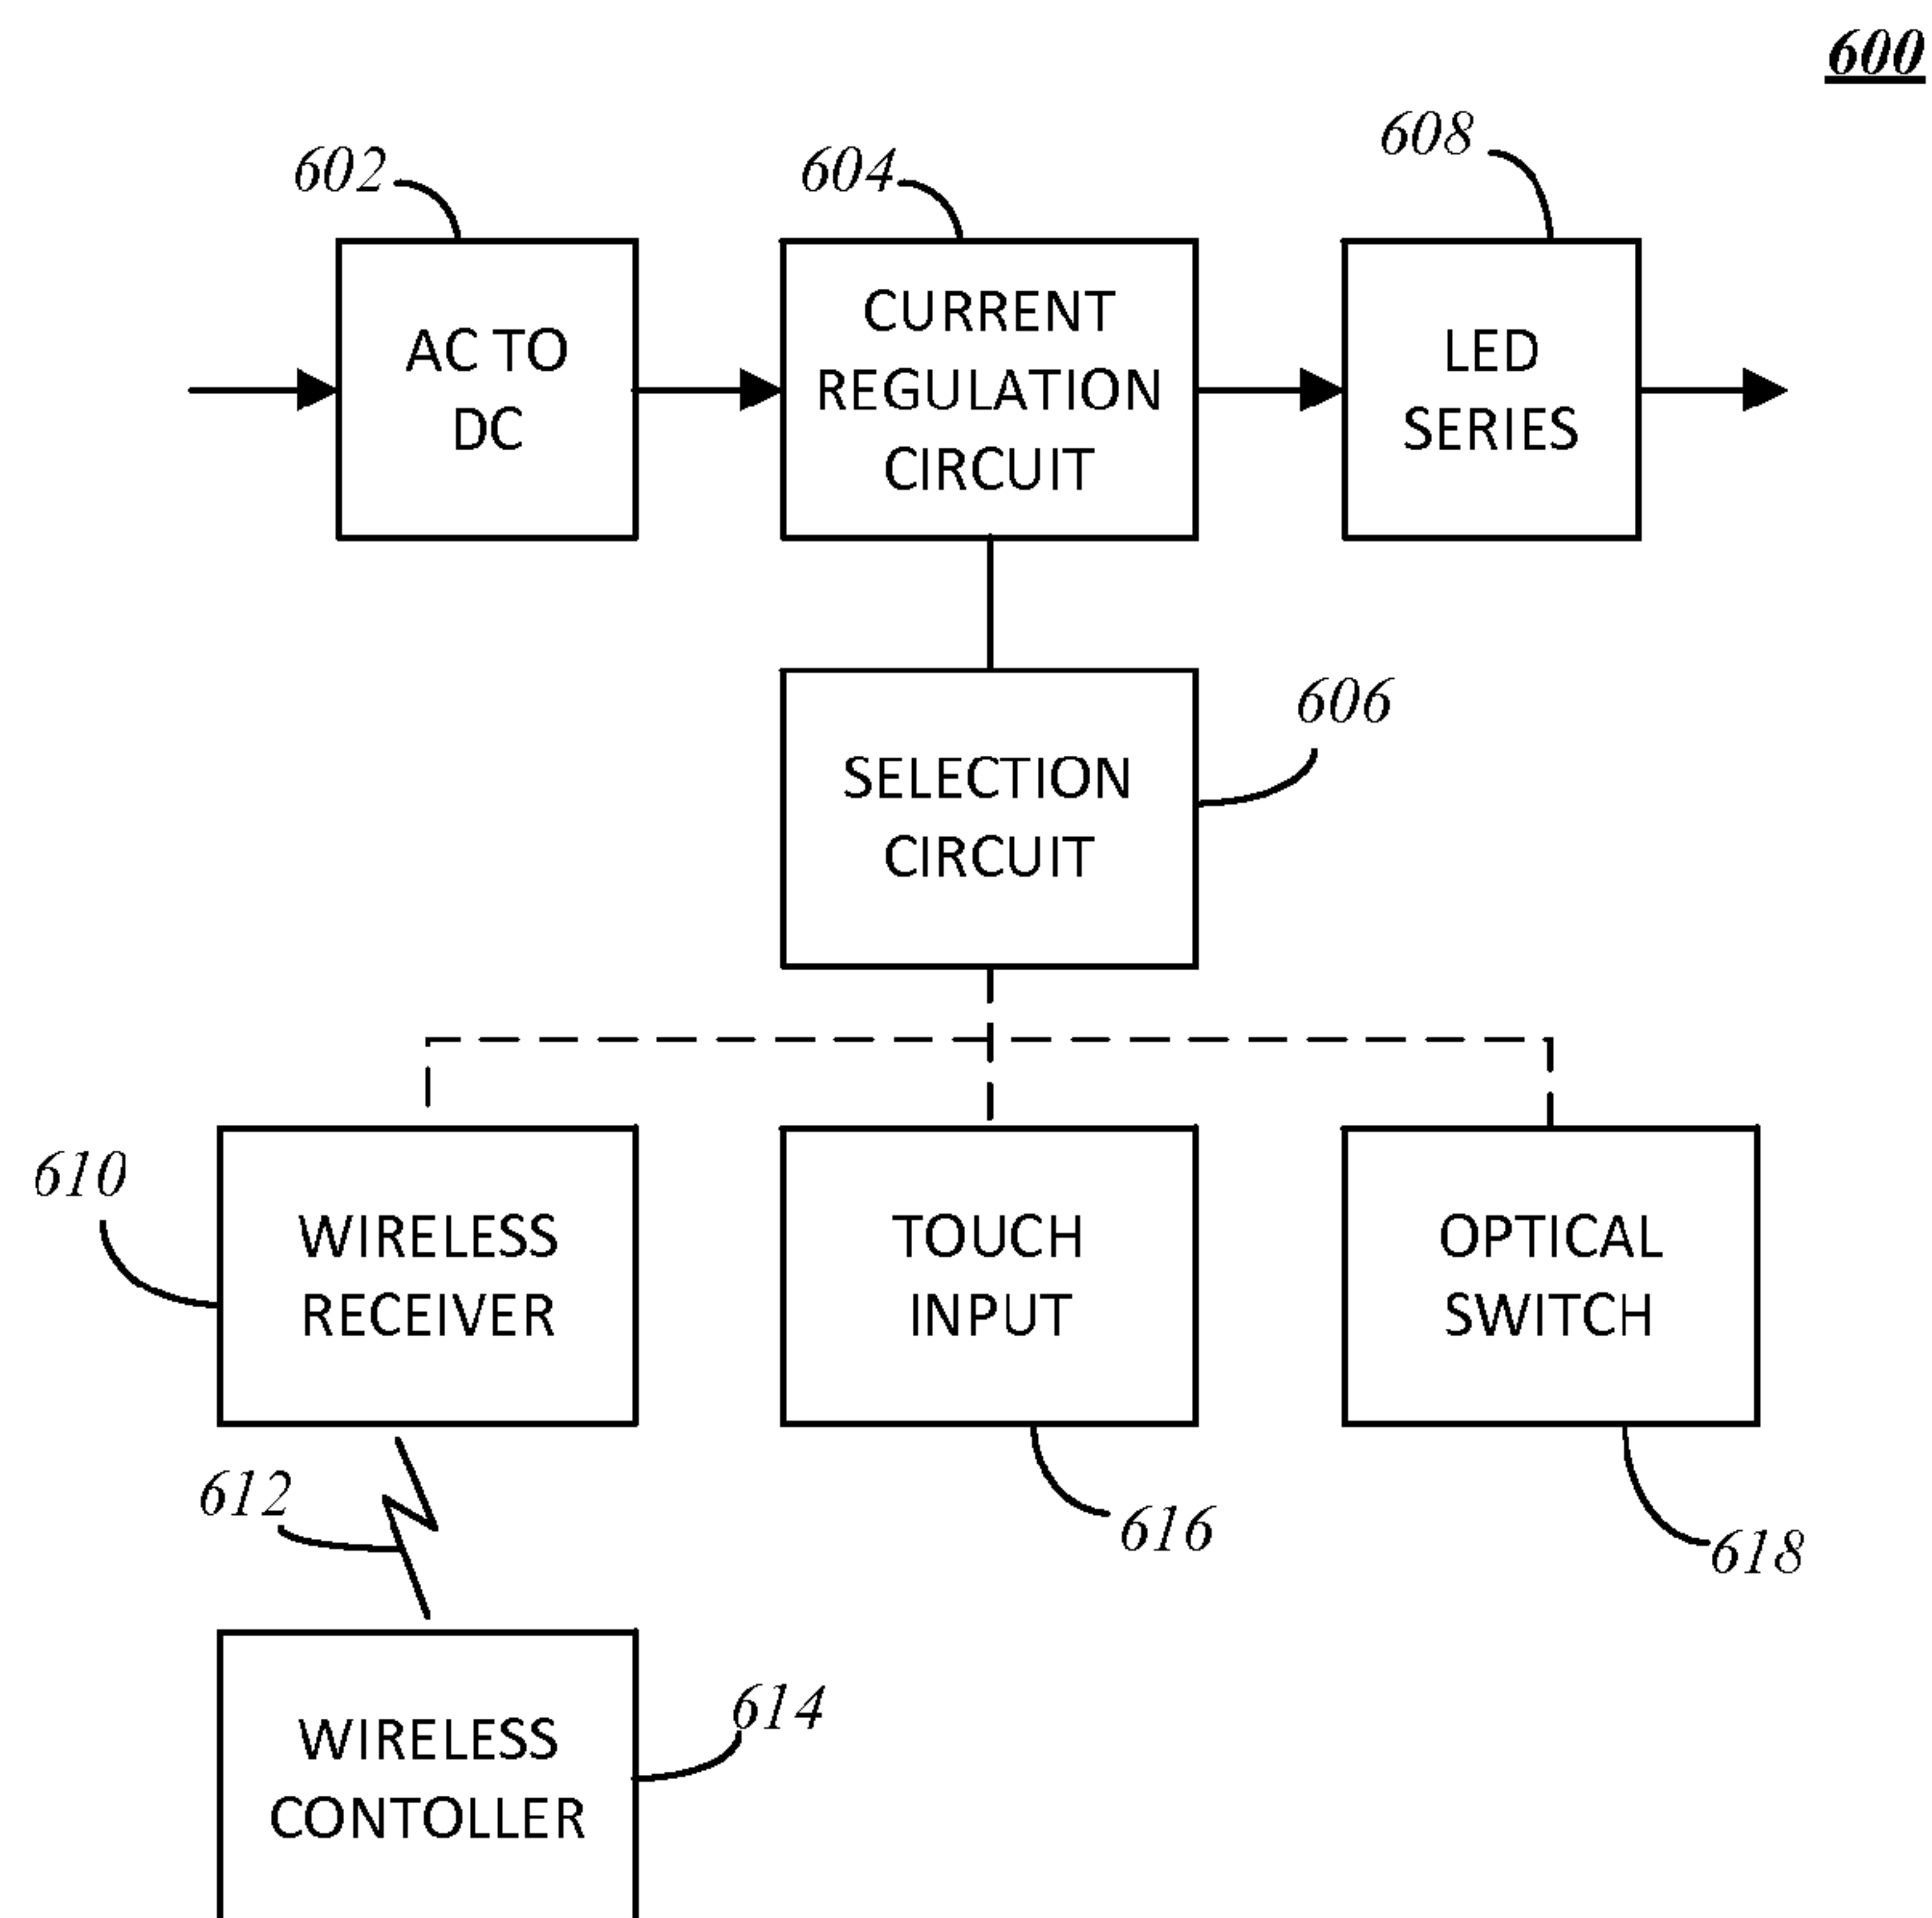 600
602
604
608
AC TO
DC
CURRENT
REGULATION
CIRCUIT
LED
SERIES
606
SELECTION
CIRCUIT
610
WIRELESS
RECEIVER
TOUCH
INPUT
OPTICAL
SWITCH
612
616
618
614
WIRELESS
CONTOLLER